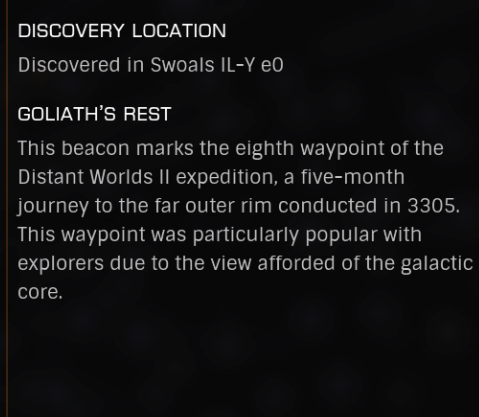 DISCOVERY LOCATION
Discovered in Swoals IL-Y e0
GOLIATH'S REST
This beacon marks the eighth waypoint of the
Distant Worlds II expedition, a five-month
journey to the far outer rim conducted in 3305.
This waypoint was particularly popular with
explorers due to the view afforded of the galactic
core.